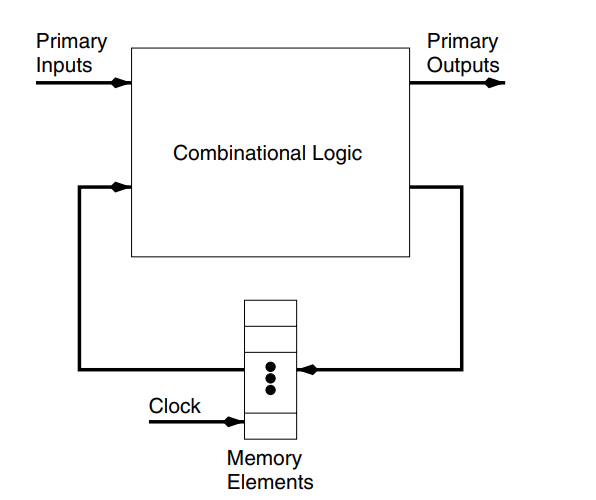 Primary
Inputs
Primary
Outputs
Combinational Logic
Clock
Memory
Elements